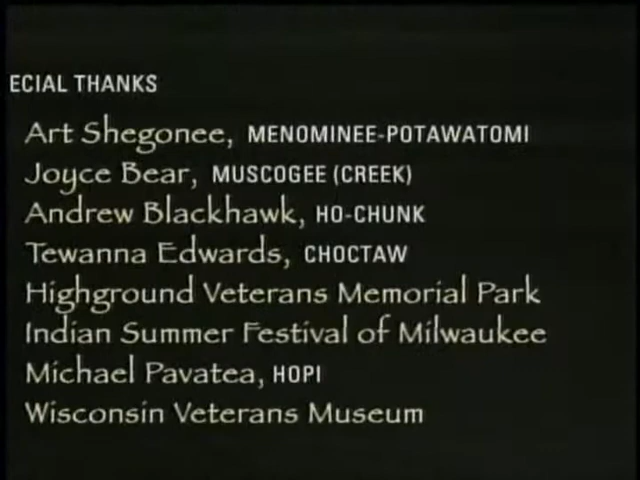 ECIAL THANKS
Art Shegonee, MENOMINEE-POTAWATOMI
Joyce Bear, MUSCOGEE (CREEK)
Andrew Blackhawk, HO-CHUNK
Tewanna Edwards, CHOCTAW
Highground Veterans Memorial Park
Indian Summer Festival of Milwaukee
Michael Pavatea, HOPI
Wisconsin Veterans Museum